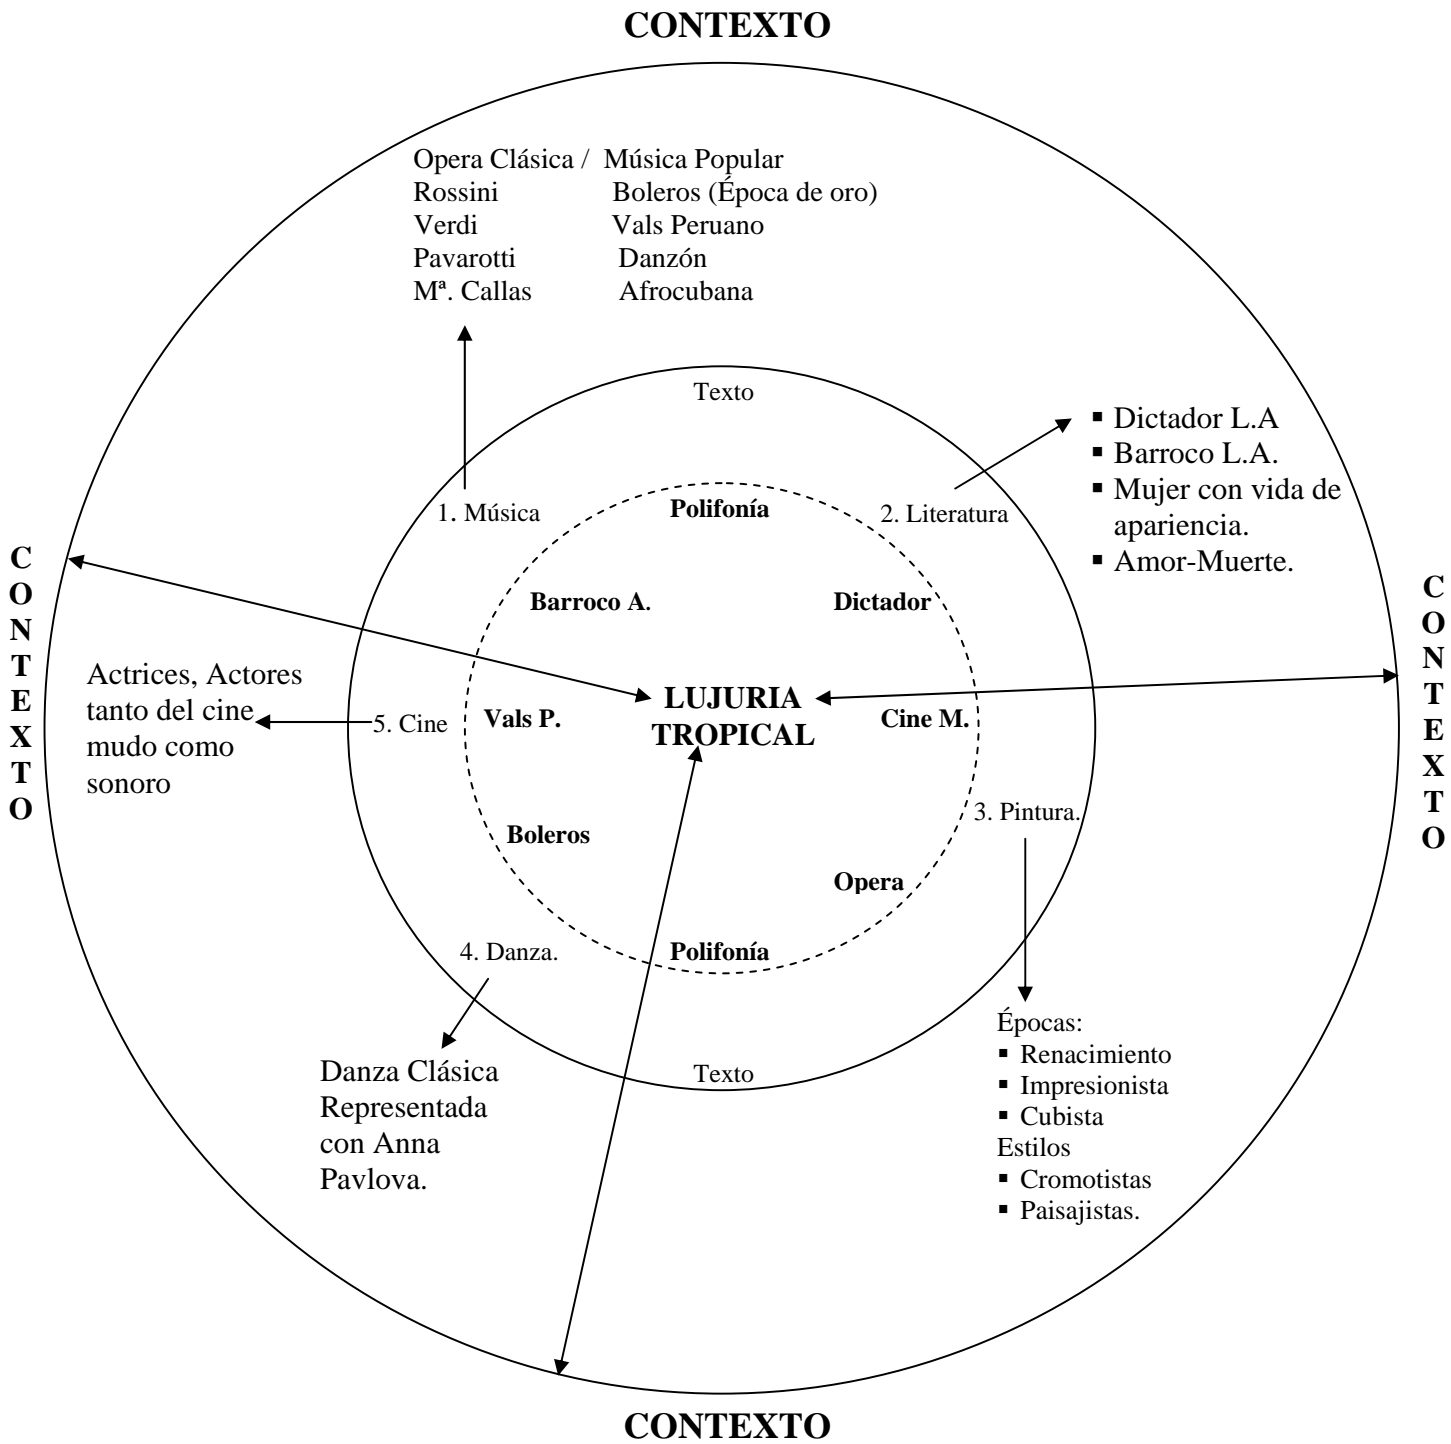 CONTEXTO
Opera Clásica / Música Popular
Rossini Boleros (Época de oro)
Verdi Vals Peruano
Pavarotti Danzón
Mª. Callas Afrocubana
Texto
▪ Dictador L.A
▪ Barroco L.A.
▪ Mujer con vida de
apariencia.
▪ Amor-Muerte.
1. Música
Polifonía
2. Literatura
CONTEXTO
Barroco A.
Dictador
CONTEXTO
Actrices, Actores
tanto del cine
mudo como
sonoro
5. Cine
Vals P.
LUJURIA
TROPICAL
Cine M.
3. Pintura.
Boleros
Opera
4. Danza.
Polifonía
Texto
Danza Clásica
Representada
con Anna
Pavlova.
Épocas:
▪ Renacimiento
▪ Impresionista
▪ Cubista
Estilos
▪ Cromotistas
▪ Paisajistas.
CONTEXTO